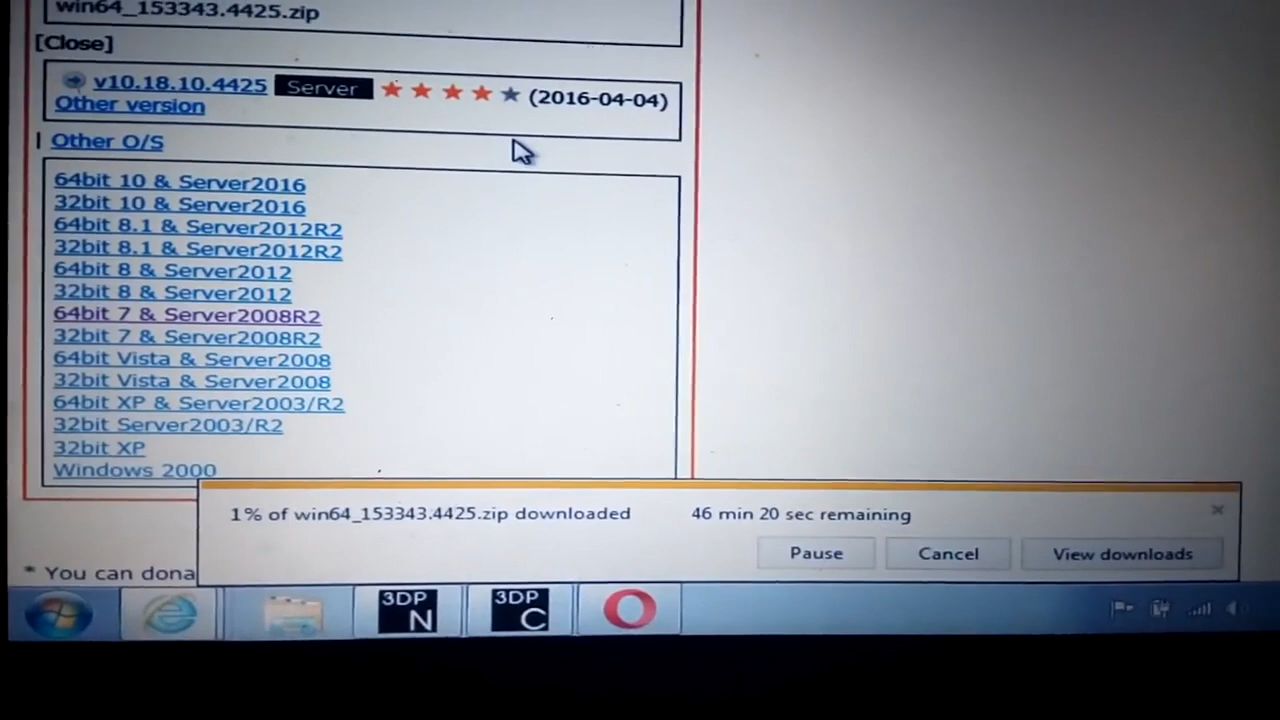 win64_153343.4425.zip
[Close]
v10.18.10.4425 Server (2016-04-04)
Other version
| Other O/S
64bit 10 & Server2016
32bit 10 & Server2016
64bit 8.1 & Server2012R2
32bit 8.1 & Server2012R2
64bit 8 & Server2012
32bit 8 & Server2012
64bit 7 & Server2008R2
32bit 7 & Server2008R2
64bit Vista & Server2008
32bit Vista & Server2008
64bit XP & Server2003/R2
32bit Server2003/R2
32bit XP
Windows 2000
1% of win64_153343.4425.zip downloaded 46 min 20 sec remaining
Pause Cancel View downloads
* You can dona
3DP N 3DP C